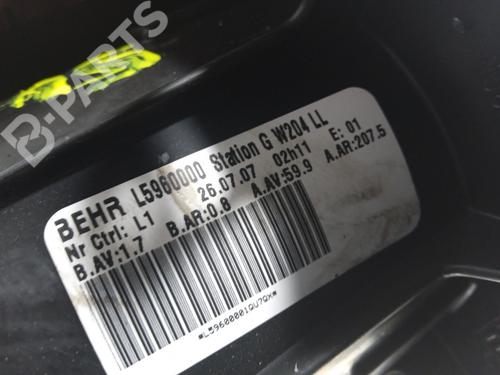 B-PARTS
BEHR L5960000 Station G W204 LL
Nr Ctrl: L1 26.07.07 02h11 E: 01
B.AV:1.7 B.AR:0.8 A.AV:59.9 A.AR:207.5
*L59600001QU7QX*